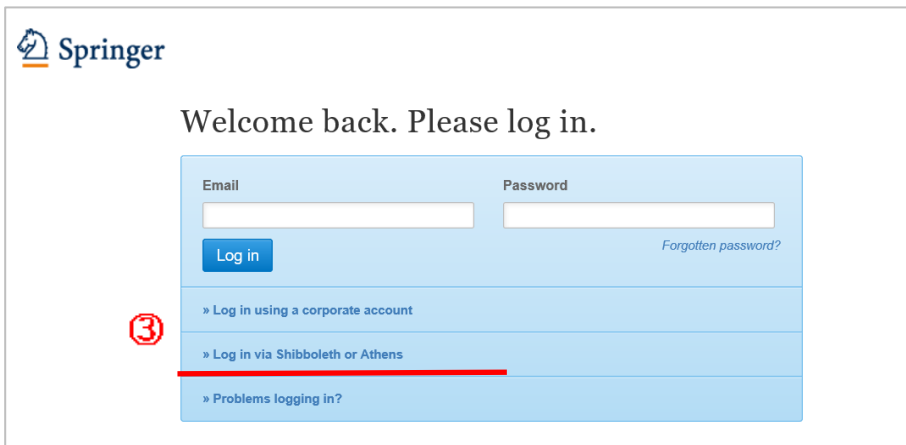 Springer
Welcome back. Please log in.
Email
Password
Log in
Forgotten password?
» Log in using a corporate account
③
» Log in via Shibboleth or Athens
» Problems logging in?